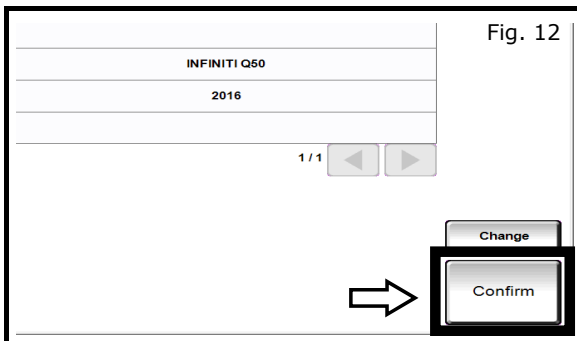 Fig. 12
INFINITI Q50
2016
1 / 1
Change
Confirm